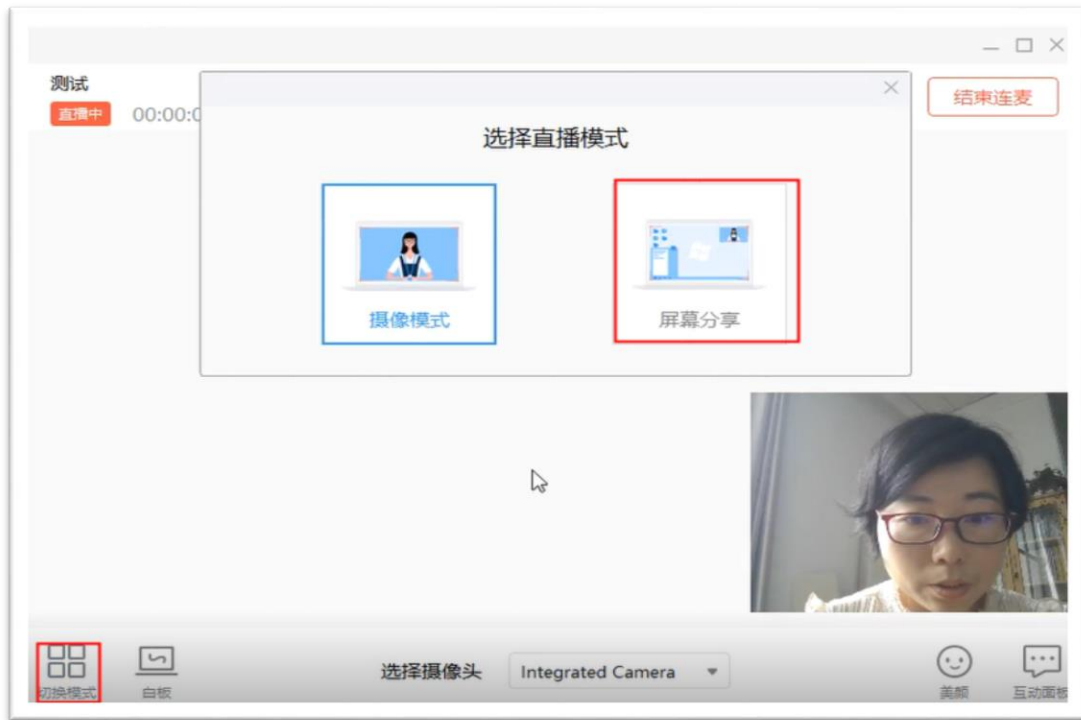 测试
直播中 00:00:0
结束连麦
选择直播模式
摄像模式
屏幕分享
切换模式
白板
选择摄像头 Integrated Camera
美颜
互动面板